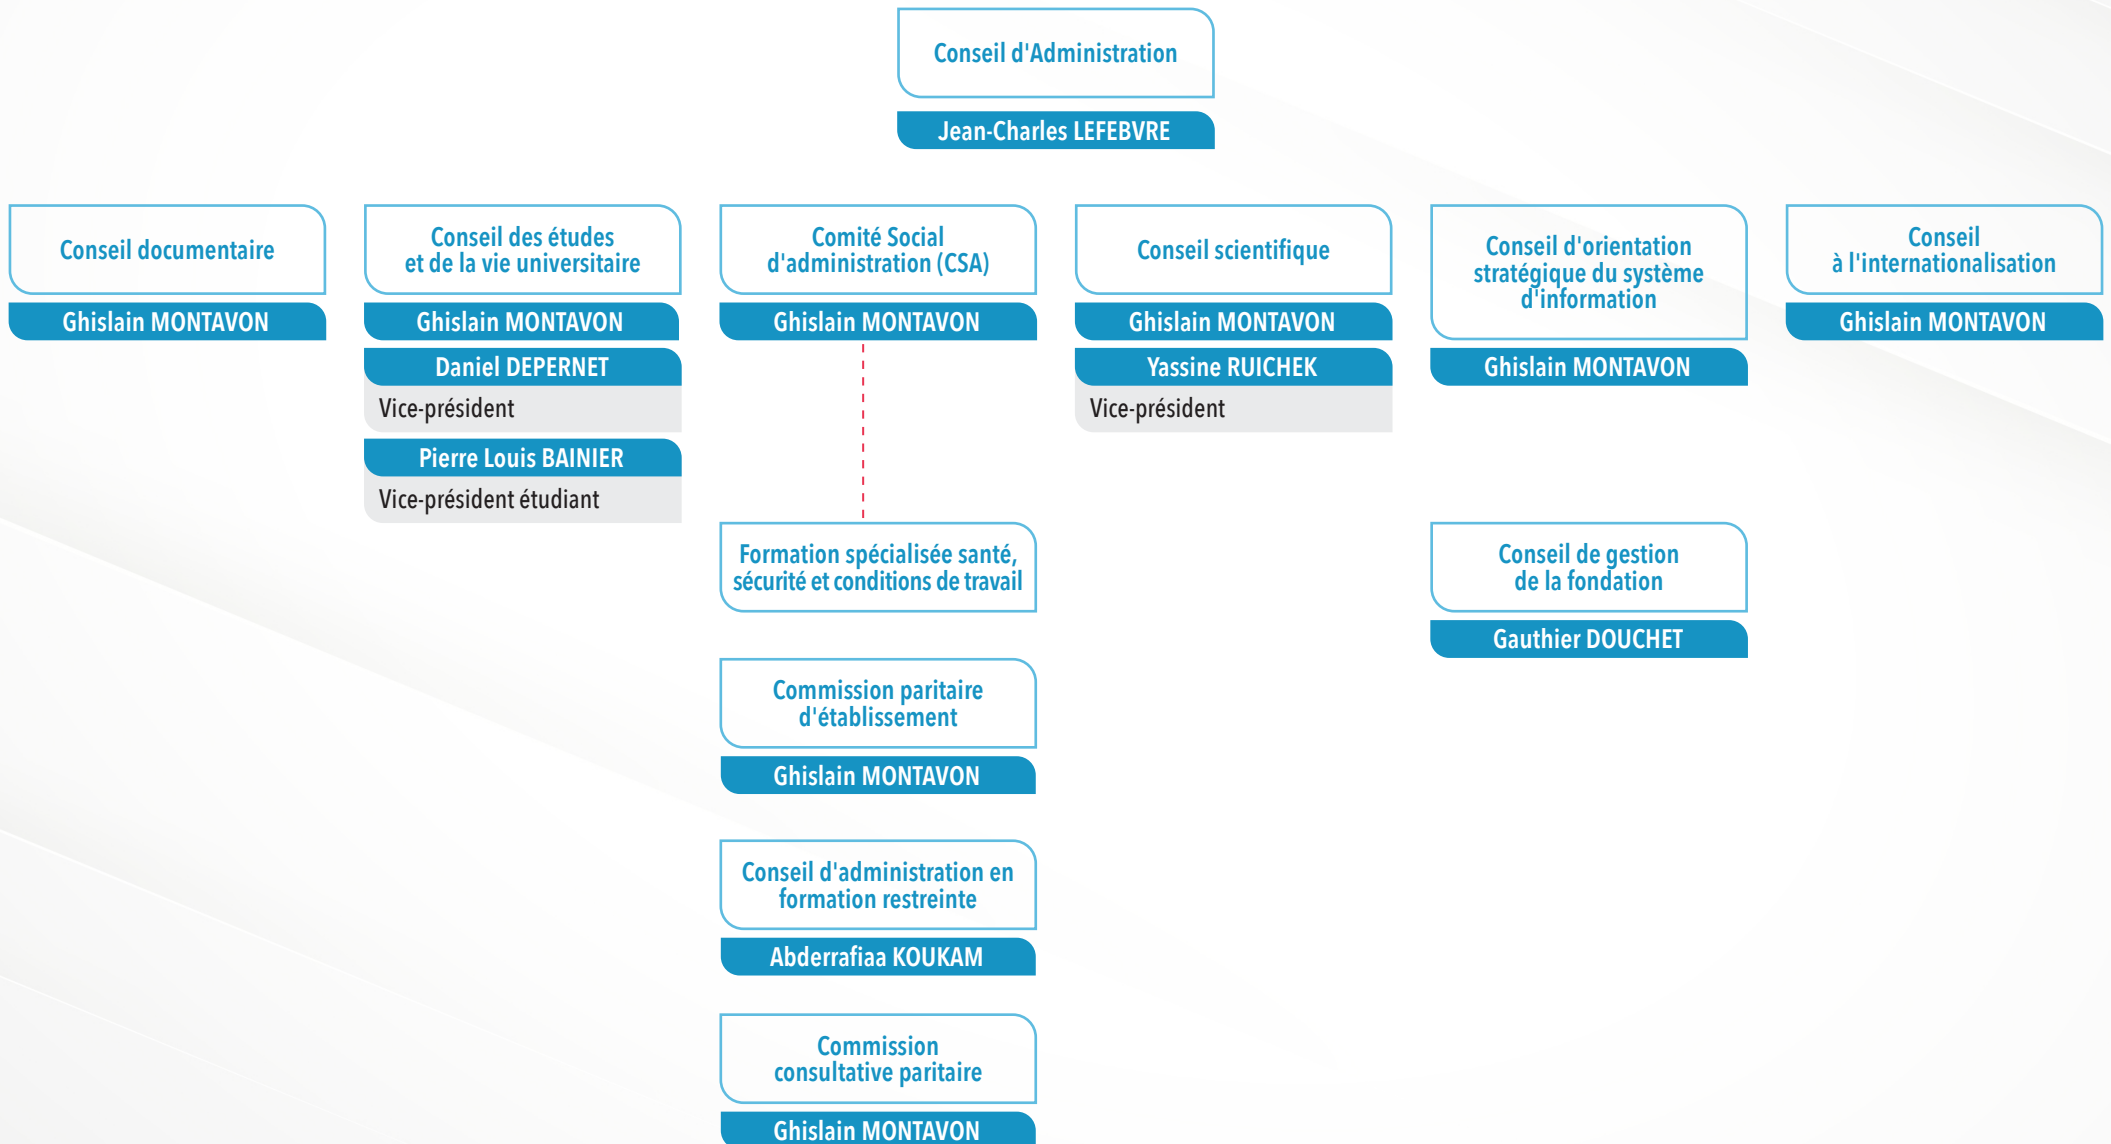 Conseil d'Administration
Jean-Charles LEFEBVRE
Conseil documentaire
Ghislain MONTAVON
Conseil des études
et de la vie universitaire
Ghislain MONTAVON
Daniel DEPERNET
Vice-président
Pierre Louis BAINIER
Vice-président étudiant
Comité Social
d'administration (CSA)
Ghislain MONTAVON
Formation spécialisée santé,
sécurité et conditions de travail
Commission paritaire
d'établissement
Ghislain MONTAVON
Conseil d'administration en
formation restreinte
Abderrafiaa KOUKAM
Commission
consultative paritaire
Ghislain MONTAVON
Conseil scientifique
Ghislain MONTAVON
Yassine RUICHEK
Vice-président
Conseil d'orientation
stratégique du système
d'information
Ghislain MONTAVON
Conseil de gestion
de la fondation
Gauthier DOUCHET
Conseil
à l'internationalisation
Ghislain MONTAVON